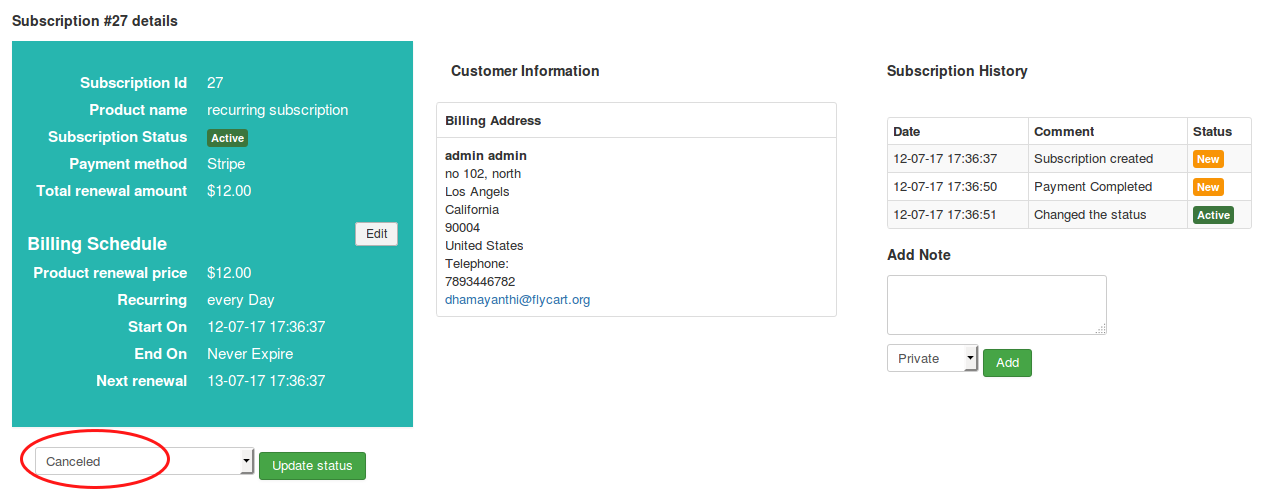 Subscription #27 details
Subscription Id 27
Product name recurring subscription
Subscription Status Active
Payment method Stripe
Total renewal amount $12.00
Billing Schedule Edit
Product renewal price $12.00
Recurring every Day
Start On 12-07-17 17:36:37
End On Never Expire
Next renewal 13-07-17 17:36:37
Canceled Update status
Customer Information
Billing Address
admin admin
no 102, north
Los Angels
California
90004
United States
Telephone:
7893446782
dhamayanthi@flycart.org
Subscription History
Date Comment Status
12-07-17 17:36:37 Subscription created New
12-07-17 17:36:50 Payment Completed New
12-07-17 17:36:51 Changed the status Active
Add Note
Private Add